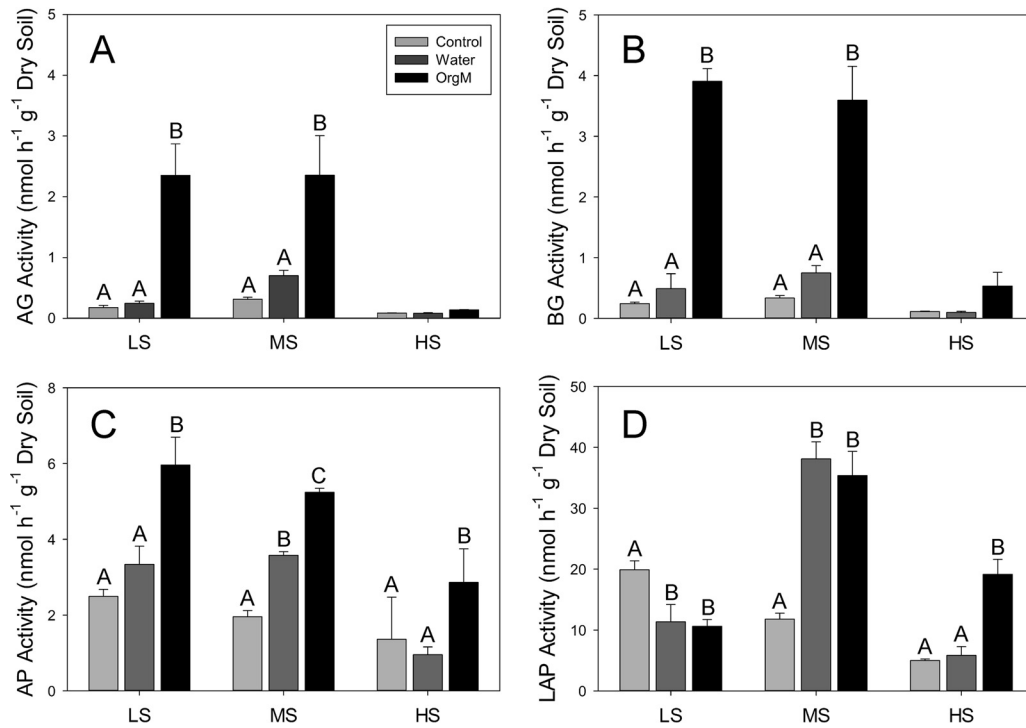 A
Control
Water
OrgM
5
4
3
2
1
0
AG Activity (nmol h⁻¹ g⁻¹ Dry Soil)
A A B
A A B
LS MS HS
B
5
4
3
2
1
0
BG Activity (nmol h⁻¹ g⁻¹ Dry Soil)
A A B
A A B
LS MS HS
C
8
6
4
2
0
AP Activity (nmol h⁻¹ g⁻¹ Dry Soil)
A A B
A B C
A A B
LS MS HS
D
50
40
30
20
10
0
LAP Activity (nmol h⁻¹ g⁻¹ Dry Soil)
A B B
A B B
A A B
LS MS HS